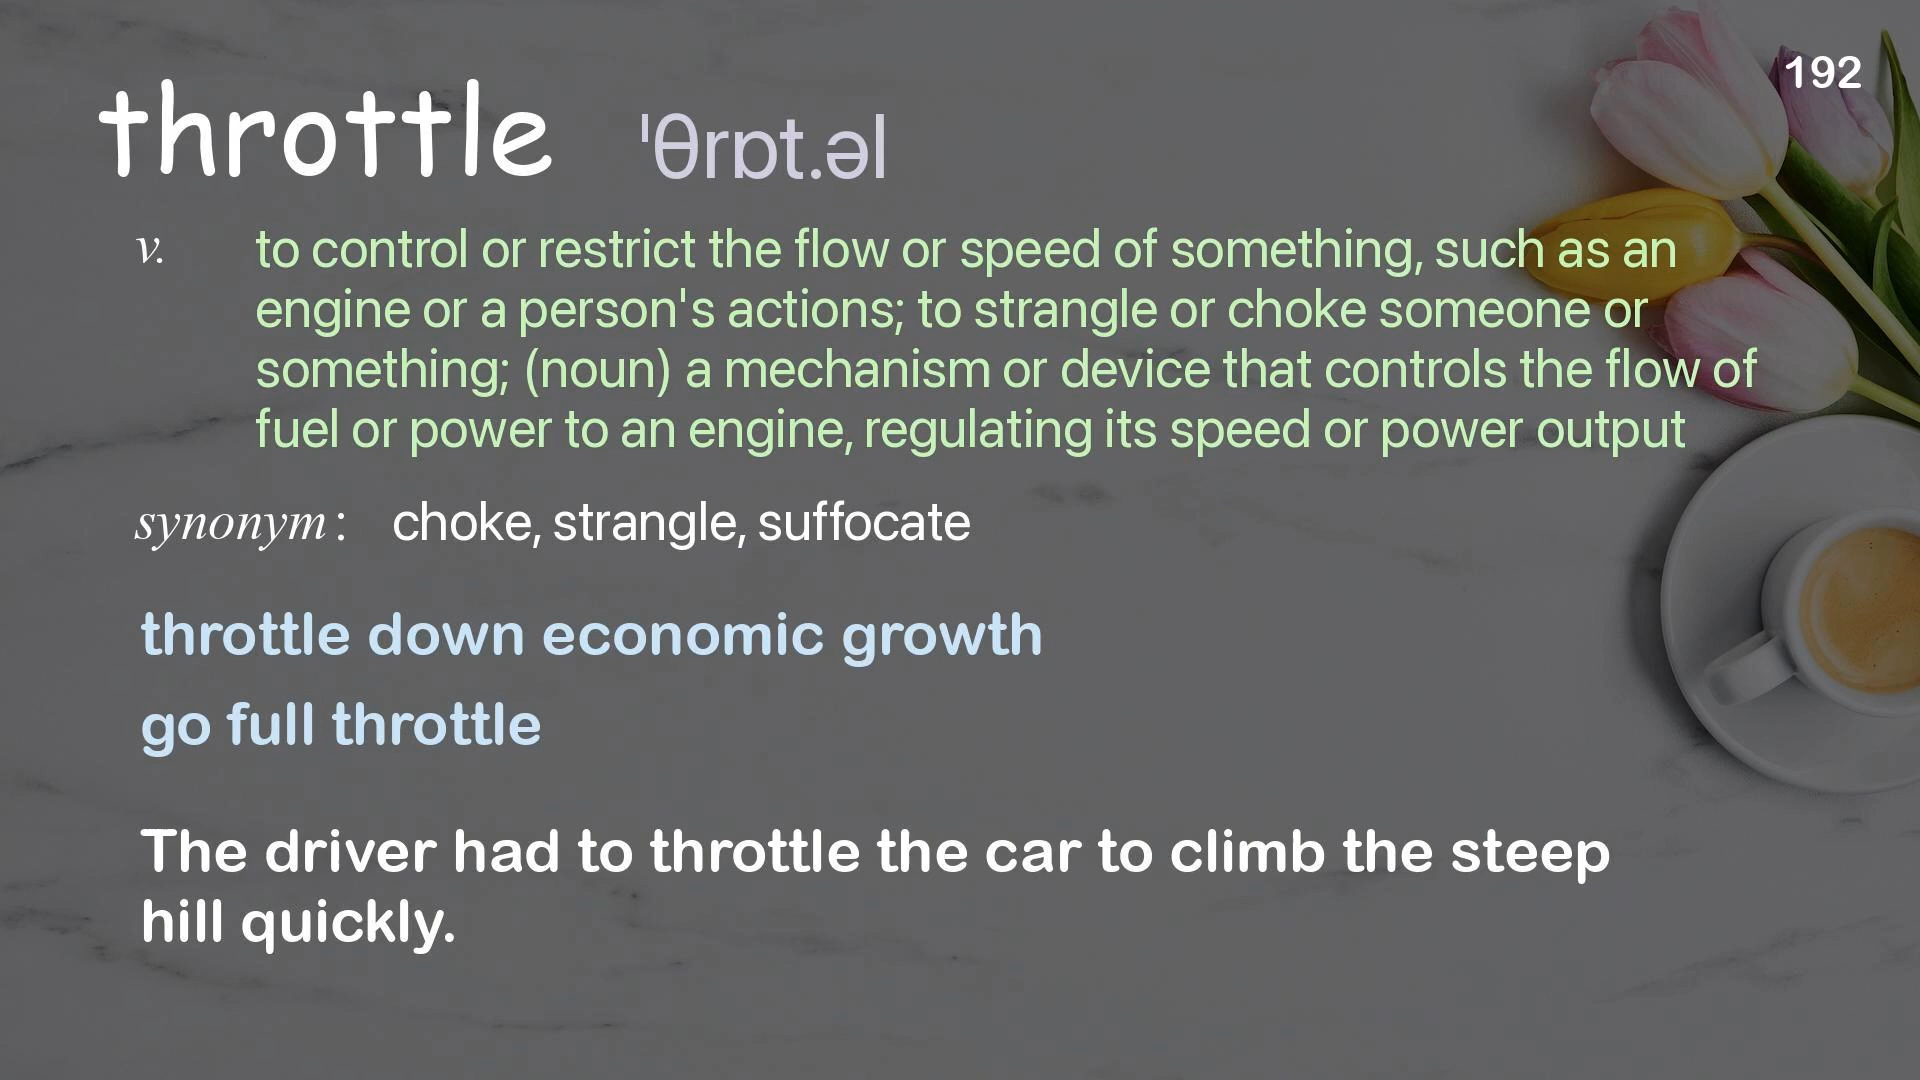 192
throttle ˈθrɒt.əl
v. to control or restrict the flow or speed of something, such as an
engine or a person's actions; to strangle or choke someone or
something; (noun) a mechanism or device that controls the flow of
fuel or power to an engine, regulating its speed or power output
synonym: choke, strangle, suffocate
throttle down economic growth
go full throttle
The driver had to throttle the car to climb the steep
hill quickly.